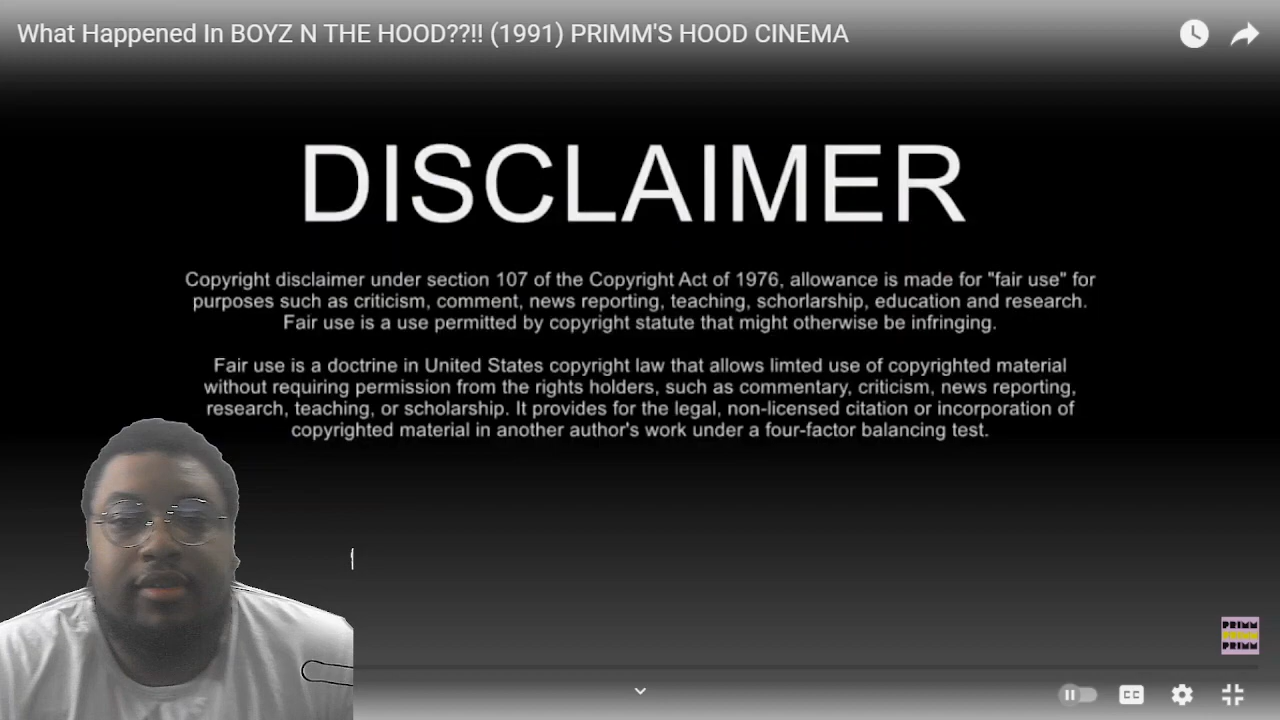 What Happened In BOYZ N THE HOOD??!! (1991) PRIMM'S HOOD CINEMA
DISCLAIMER
Copyright disclaimer under section 107 of the Copyright Act of 1976, allowance is made for "fair use" for
purposes such as criticism, comment, news reporting, teaching, schorlarship, education and research.
Fair use is a use permitted by copyright statute that might otherwise be infringing.
Fair use is a doctrine in United States copyright law that allows limted use of copyrighted material
without requiring permission from the rights holders, such as commentary, criticism, news reporting,
research, teaching, or scholarship. It provides for the legal, non-licensed citation or incorporation of
copyrighted material in another author's work under a four-factor balancing test.
PRIMM
PRIMM
PRIMM
CC